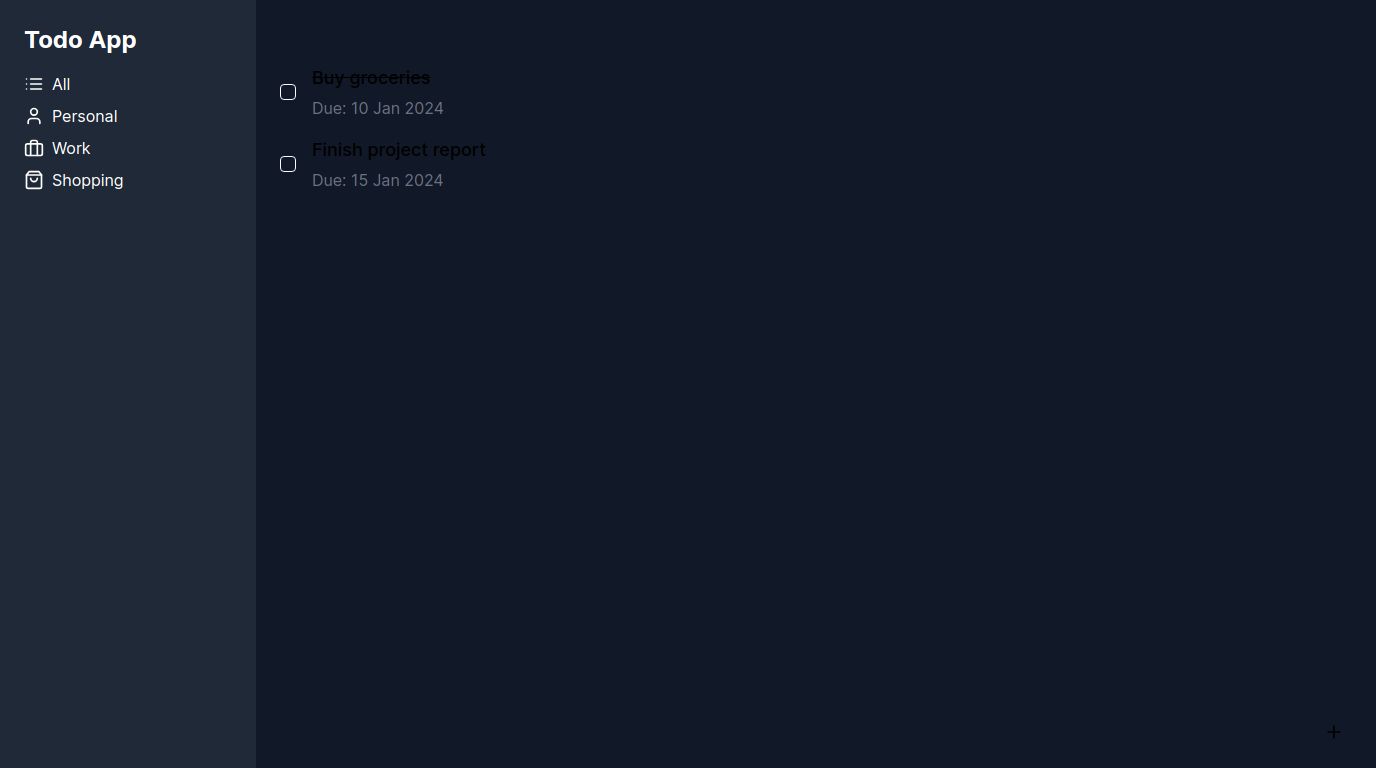 Todo App
All
Personal
Work
Shopping
Buy groceries
Due: 10 Jan 2024
Finish project report
Due: 15 Jan 2024